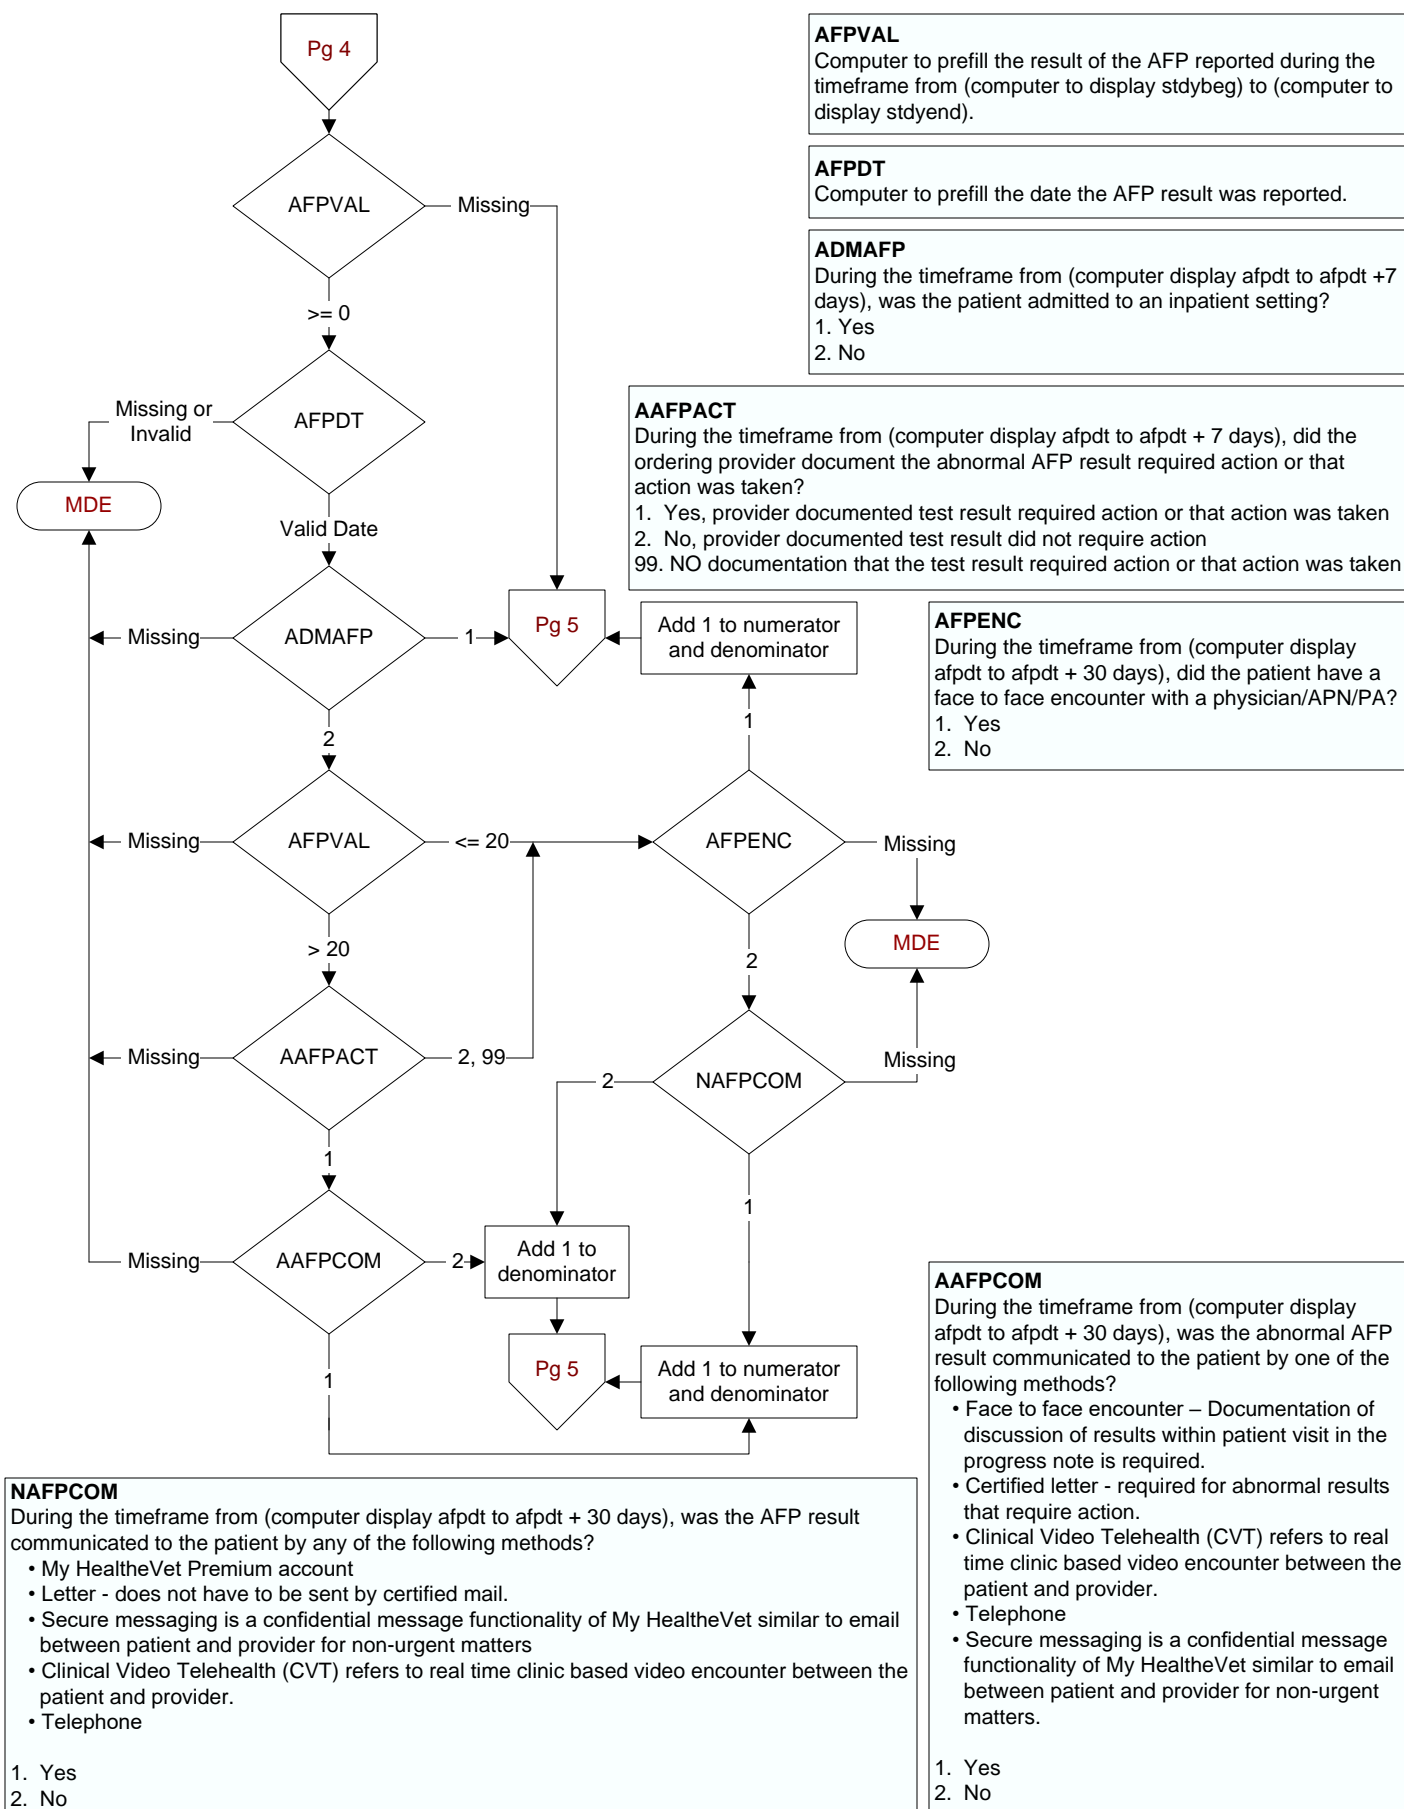 Pg 4
AFPVAL
Computer to prefill the result of the AFP reported during the
timeframe from (computer to display stdybeg) to (computer to
display stdyend).
AFPDT
Computer to prefill the date the AFP result was reported.
ADMAFP
During the timeframe from (computer display afpdt to afpdt +7
days), was the patient admitted to an inpatient setting?
1. Yes
2. No
AFPVAL
Missing
>= 0
AFPDT
Missing or
Invalid
MDE
Valid Date
AAFPACT
During the timeframe from (computer display afpdt to afpdt + 7 days), did the
ordering provider document the abnormal AFP result required action or that
action was taken?
1. Yes, provider documented test result required action or that action was taken
2. No, provider documented test result did not require action
99. NO documentation that the test result required action or that action was taken
Missing
ADMAFP
1
Pg 5
Add 1 to numerator
and denominator
AFPENC
During the timeframe from (computer display
afpdt to afpdt + 30 days), did the patient have a
face to face encounter with a physician/APN/PA?
1. Yes
2. No
2
1
Missing
AFPVAL
<= 20
AFPENC
Missing
> 20
MDE
2
Missing
AAFPACT
2, 99
2
NAFPCOM
Missing
1
1
Missing
AAFPCOM
2
Add 1 to
denominator
1
Pg 5
Add 1 to numerator
and denominator
AAFPCOM
During the timeframe from (computer display
afpdt to afpdt + 30 days), was the abnormal AFP
result communicated to the patient by one of the
following methods?
• Face to face encounter – Documentation of
discussion of results within patient visit in the
progress note is required.
• Certified letter - required for abnormal results
that require action.
• Clinical Video Telehealth (CVT) refers to real
time clinic based video encounter between the
patient and provider.
• Telephone
• Secure messaging is a confidential message
functionality of My HealtheVet similar to email
between patient and provider for non-urgent
matters.
1. Yes
2. No
NAFPCOM
During the timeframe from (computer display afpdt to afpdt + 30 days), was the AFP result
communicated to the patient by any of the following methods?
• My HealtheVet Premium account
• Letter - does not have to be sent by certified mail.
• Secure messaging is a confidential message functionality of My HealtheVet similar to email
between patient and provider for non-urgent matters
• Clinical Video Telehealth (CVT) refers to real time clinic based video encounter between the
patient and provider.
• Telephone
1. Yes
2. No